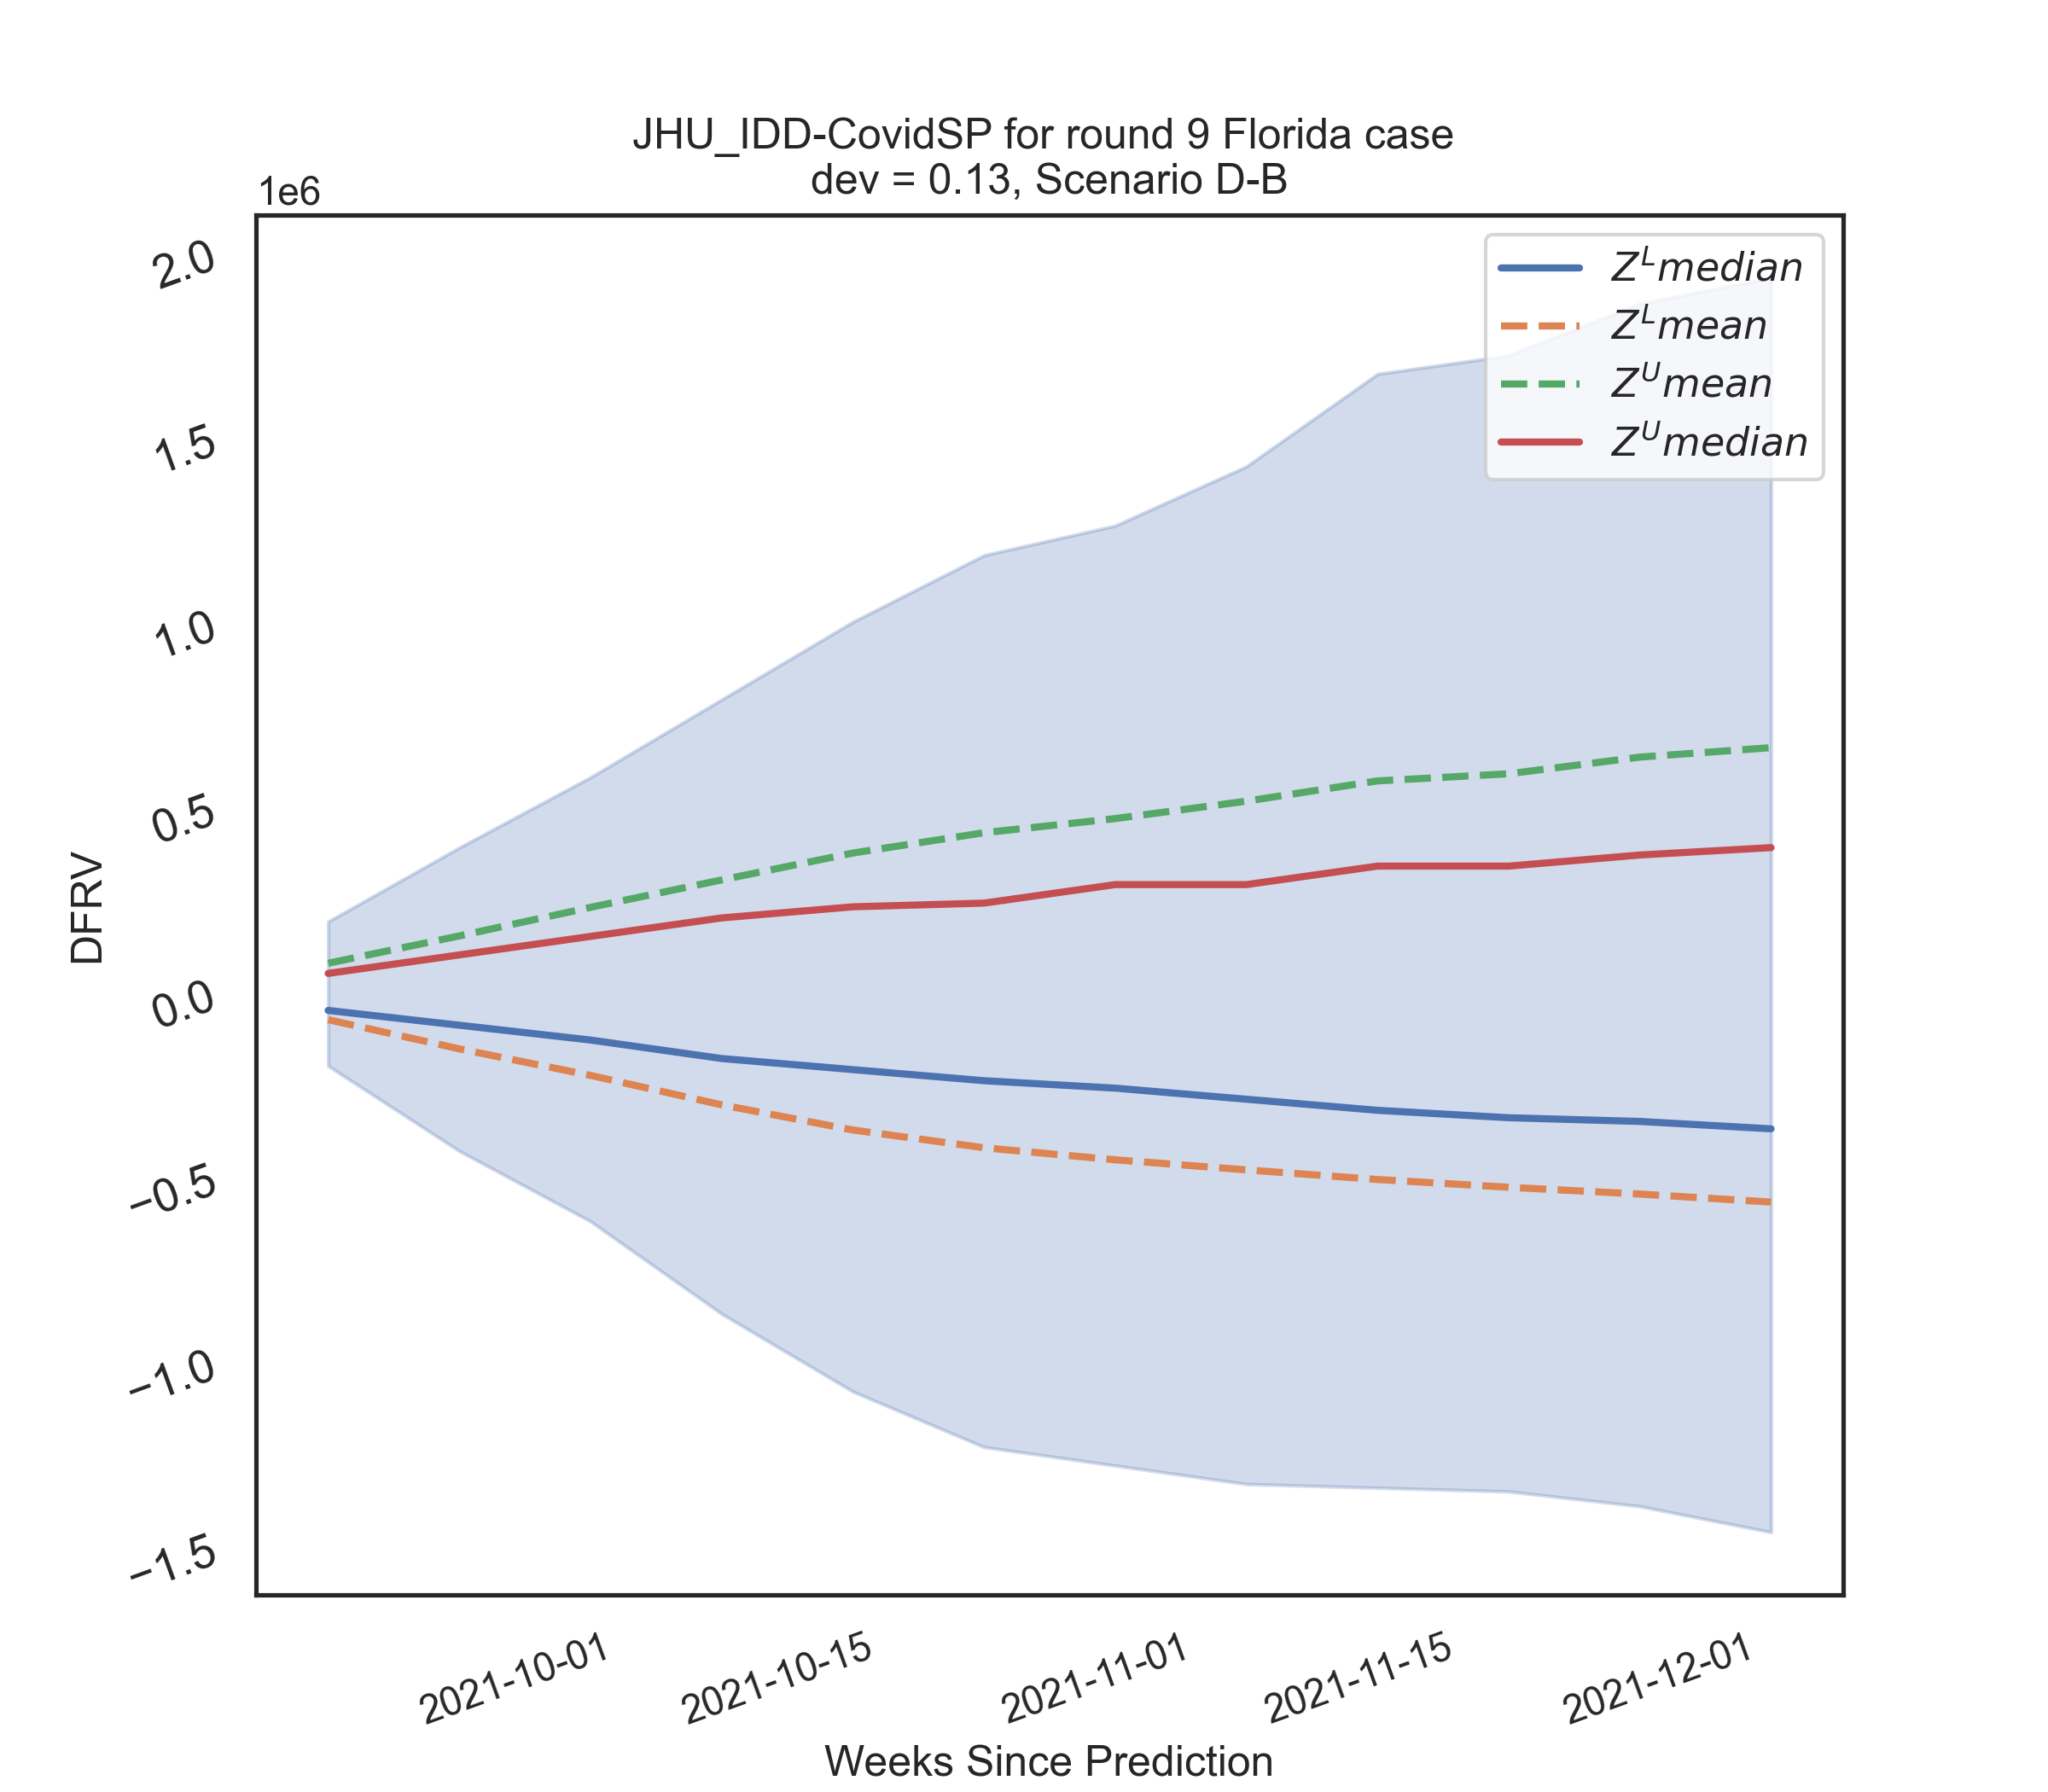 JHU_IDD-CovidSP for round 9 Florida case
dev = 0.13, Scenario D-B
1e6
2.0
1.5
1.0
0.5
0.0
−0.5
−1.0
−1.5
DFRV
Z^L median
Z^L mean
Z^U mean
Z^U median
2021-10-01
2021-10-15
2021-11-01
2021-11-15
2021-12-01
Weeks Since Prediction